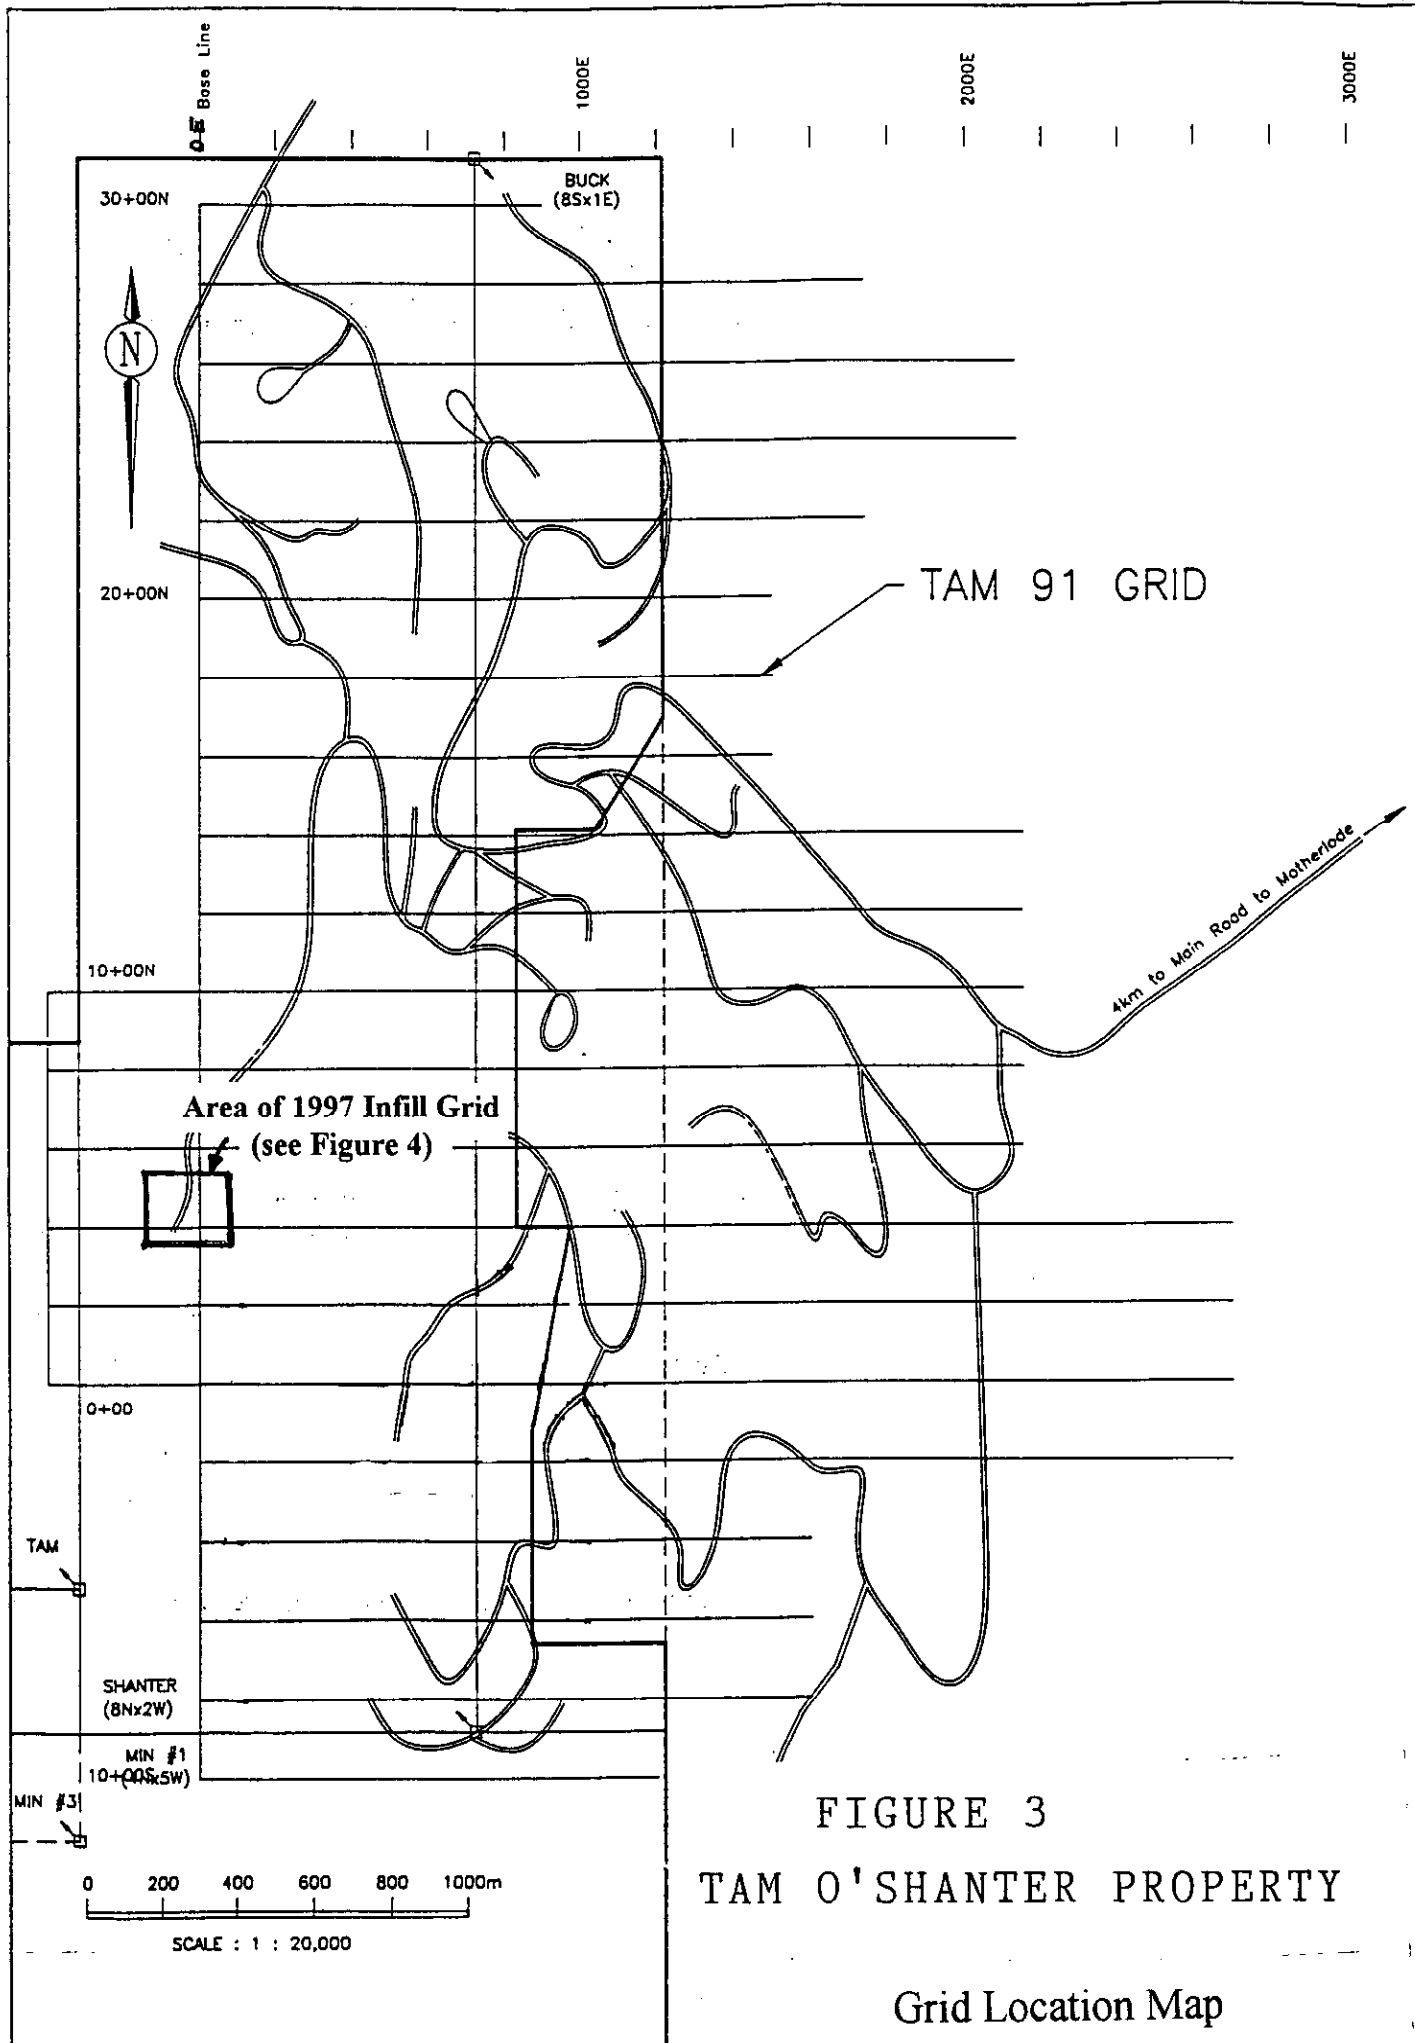 0E Base Line
1000E
2000E
3000E
BUCK
(8Sx1E)
30+00N
N
20+00N
TAM 91 GRID
10+00N
4km to Main Road to Motherlode
Area of 1997 Infill Grid
(see Figure 4)
0+00
TAM
SHANTER
(8Nx2W)
MIN #1
10+00S
MIN #3
0 200 400 600 800 1000m
SCALE : 1 : 20,000
FIGURE 3
TAM O'SHANTER PROPERTY
Grid Location Map